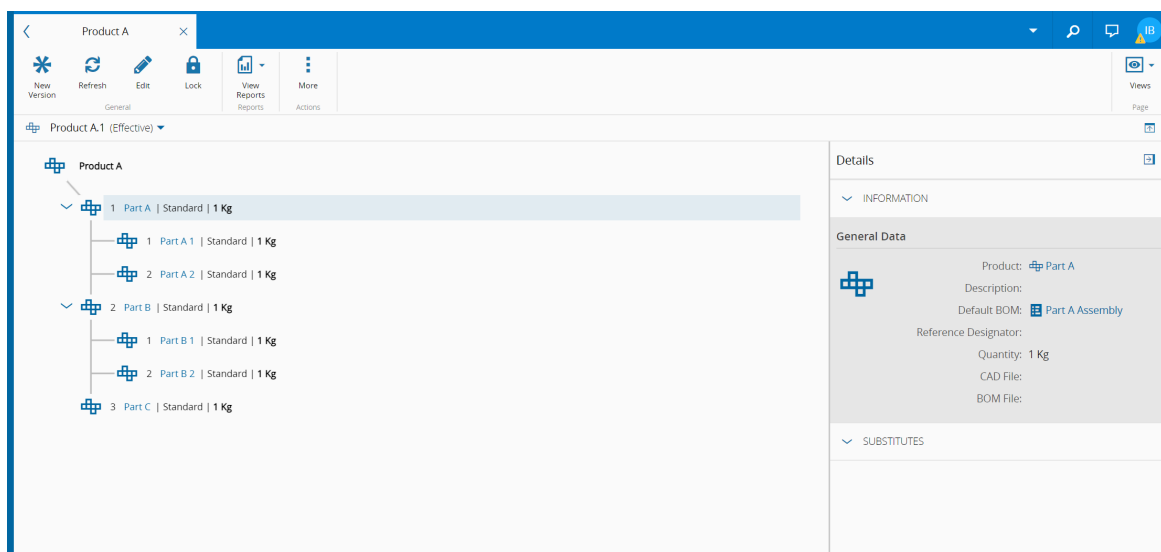 Product A
IB
New Version
Refresh
Edit
Lock
View Reports
More
Views
General
Reports
Actions
Page
Product A.1 (Effective)
Product A
1 Part A | Standard | 1 Kg
1 Part A 1 | Standard | 1 Kg
2 Part A 2 | Standard | 1 Kg
2 Part B | Standard | 1 Kg
1 Part B 1 | Standard | 1 Kg
2 Part B 2 | Standard | 1 Kg
3 Part C | Standard | 1 Kg
Details
INFORMATION
General Data
Product: Part A
Description:
Default BOM: Part A Assembly
Reference Designator:
Quantity: 1 Kg
CAD File:
BOM File:
SUBSTITUTES